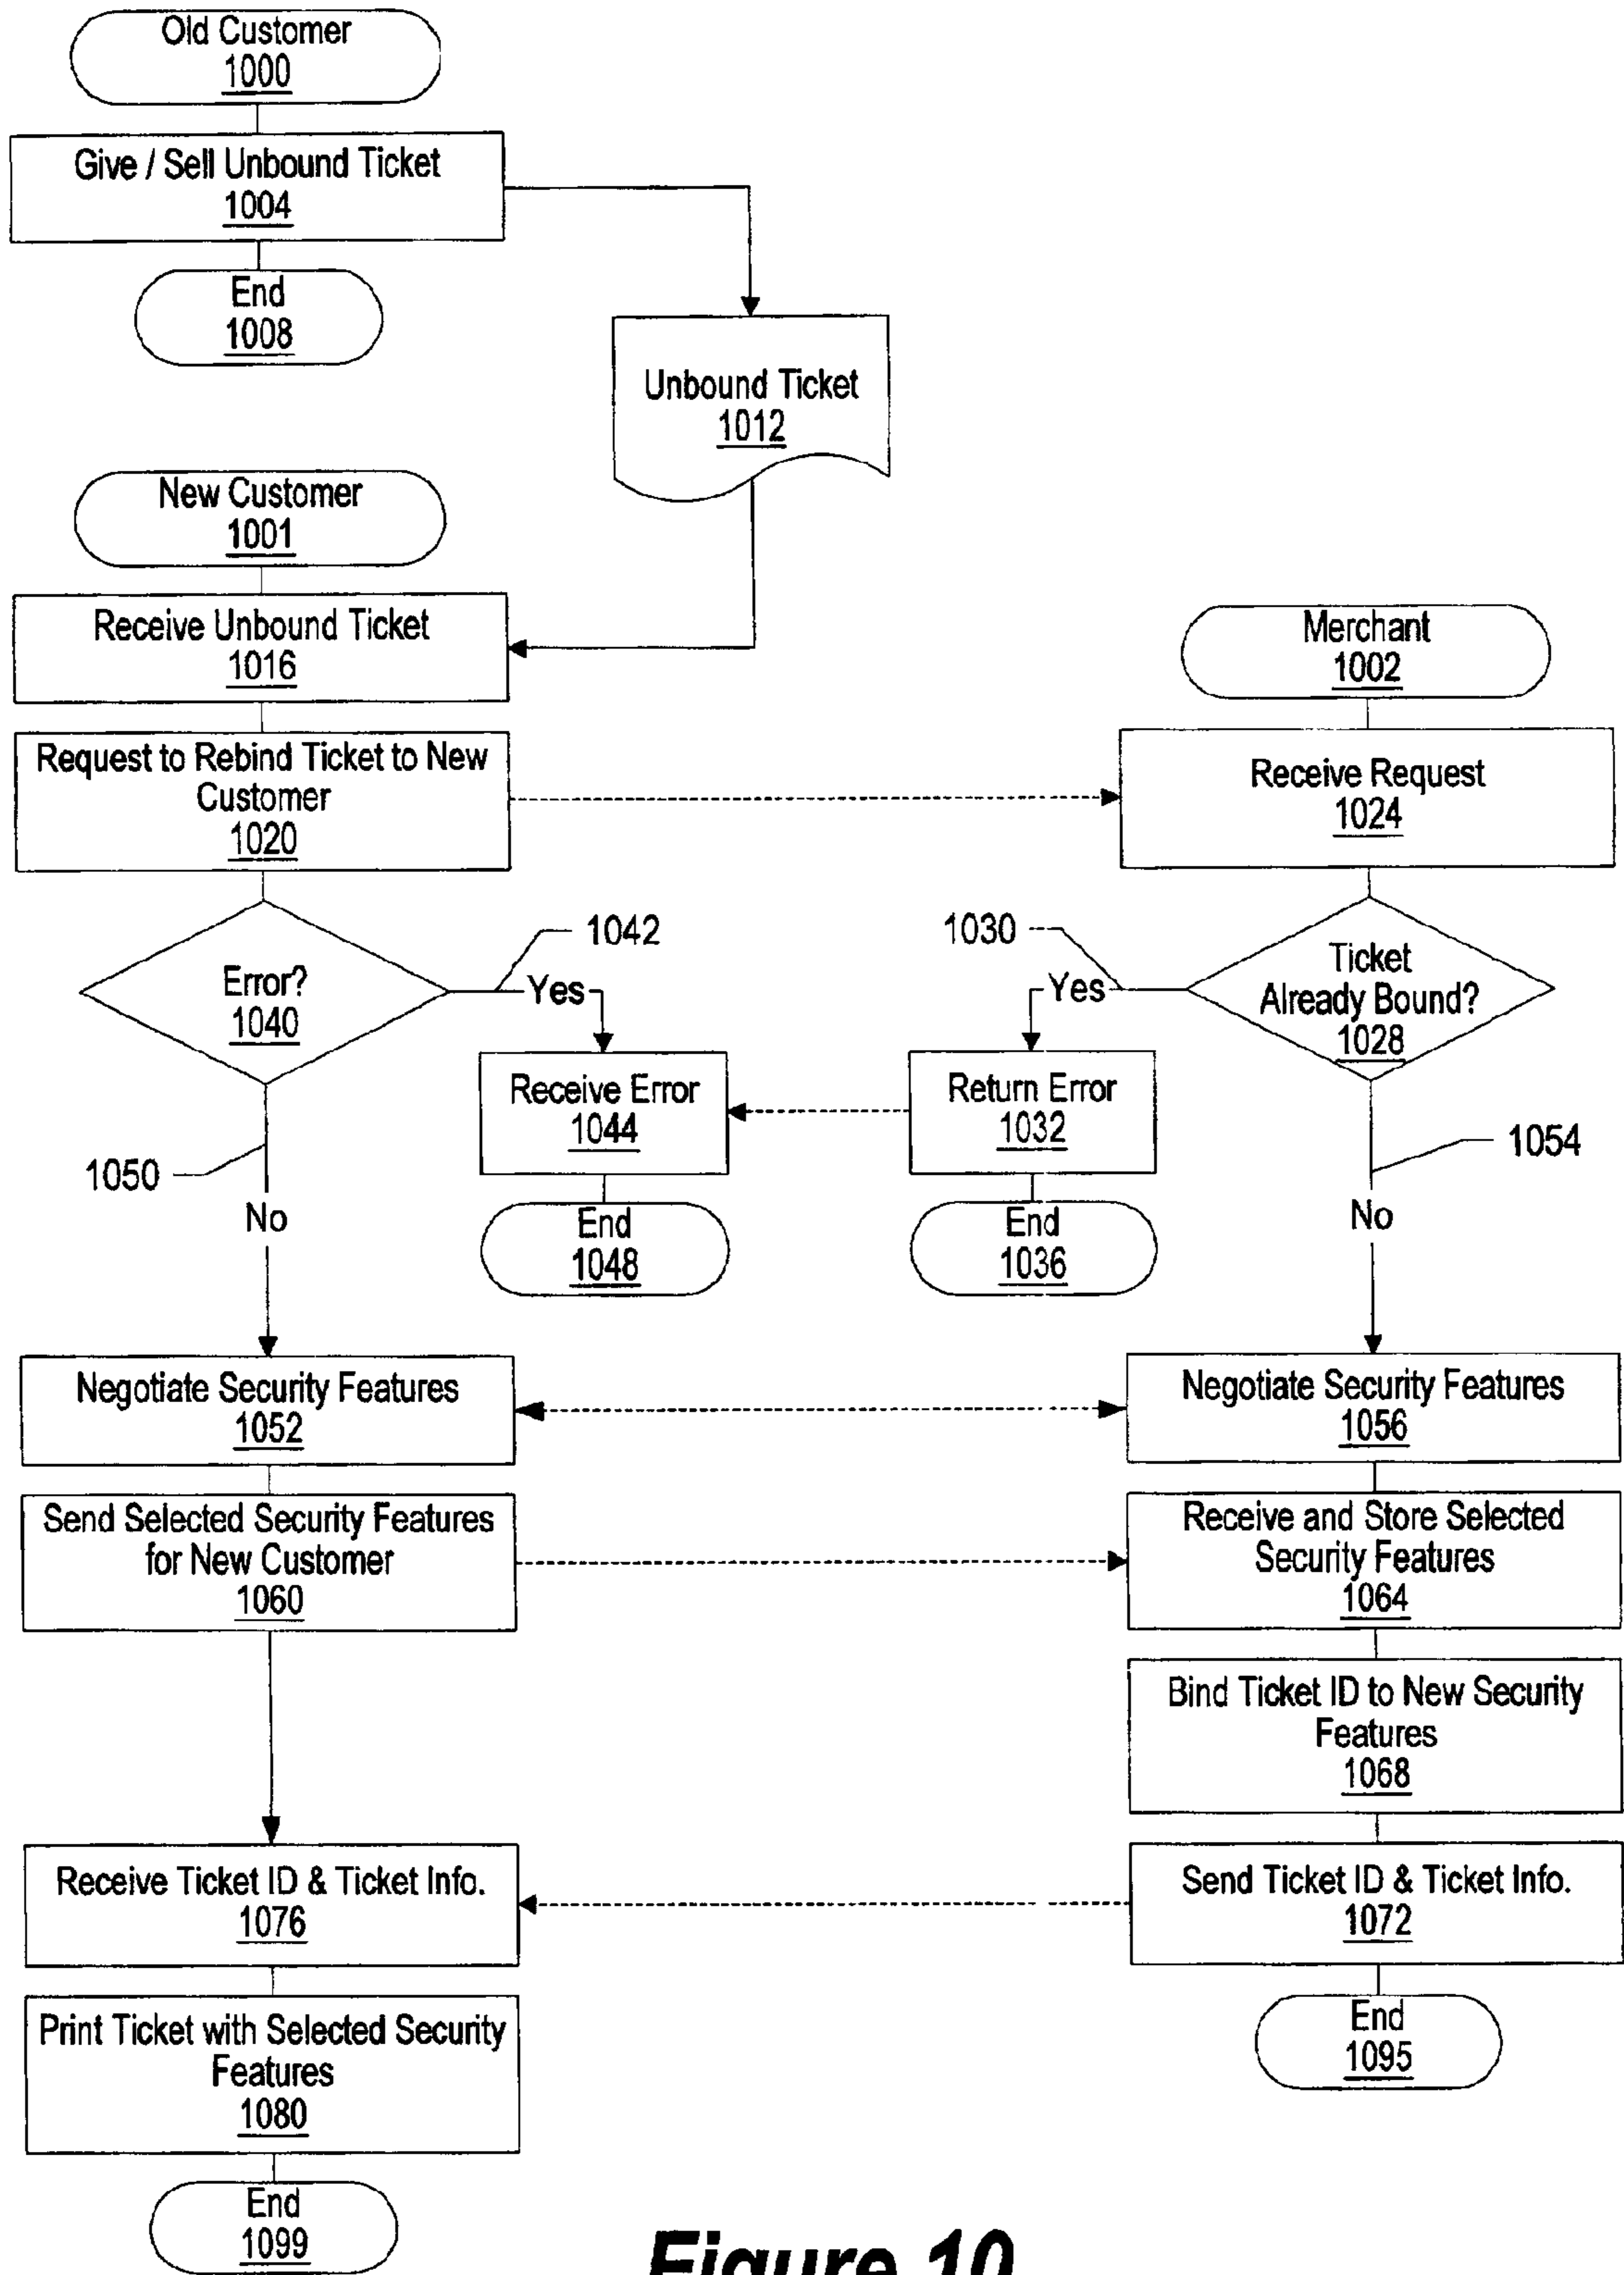 Old Customer
1000
Give / Sell Unbound Ticket
1004
End
1008
Unbound Ticket
1012
New Customer
1001
Receive Unbound Ticket
1016
Merchant
1002
Request to Rebind Ticket to New
Customer
1020
Receive Request
1024
Error?
1040
1042
Yes
1030
Yes
Ticket
Already Bound?
1028
Receive Error
1044
Return Error
1032
1050
No
1054
No
End
1048
End
1036
Negotiate Security Features
1052
Negotiate Security Features
1056
Send Selected Security Features
for New Customer
1060
Receive and Store Selected
Security Features
1064
Bind Ticket ID to New Security
Features
1068
Receive Ticket ID & Ticket Info.
1076
Send Ticket ID & Ticket Info.
1072
Print Ticket with Selected Security
Features
1080
End
1095
End
1099
Figure 10